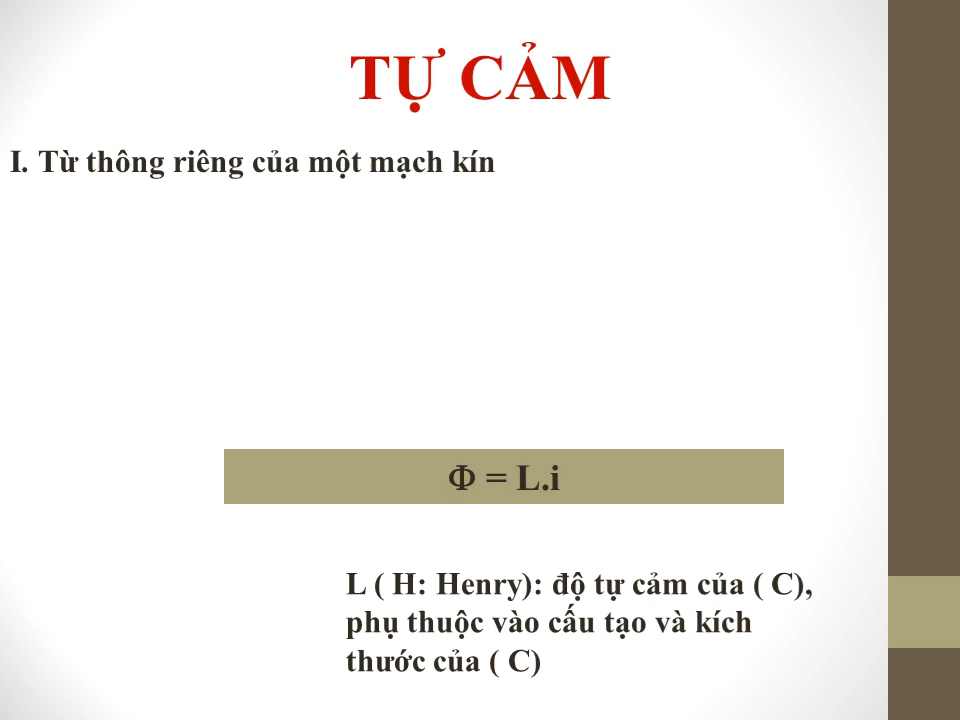 TỰ CẢM
I. Từ thông riêng của một mạch kín
Φ = L.i
L ( H: Henry): độ tự cảm của ( C),
phụ thuộc vào cấu tạo và kích
thước của ( C)